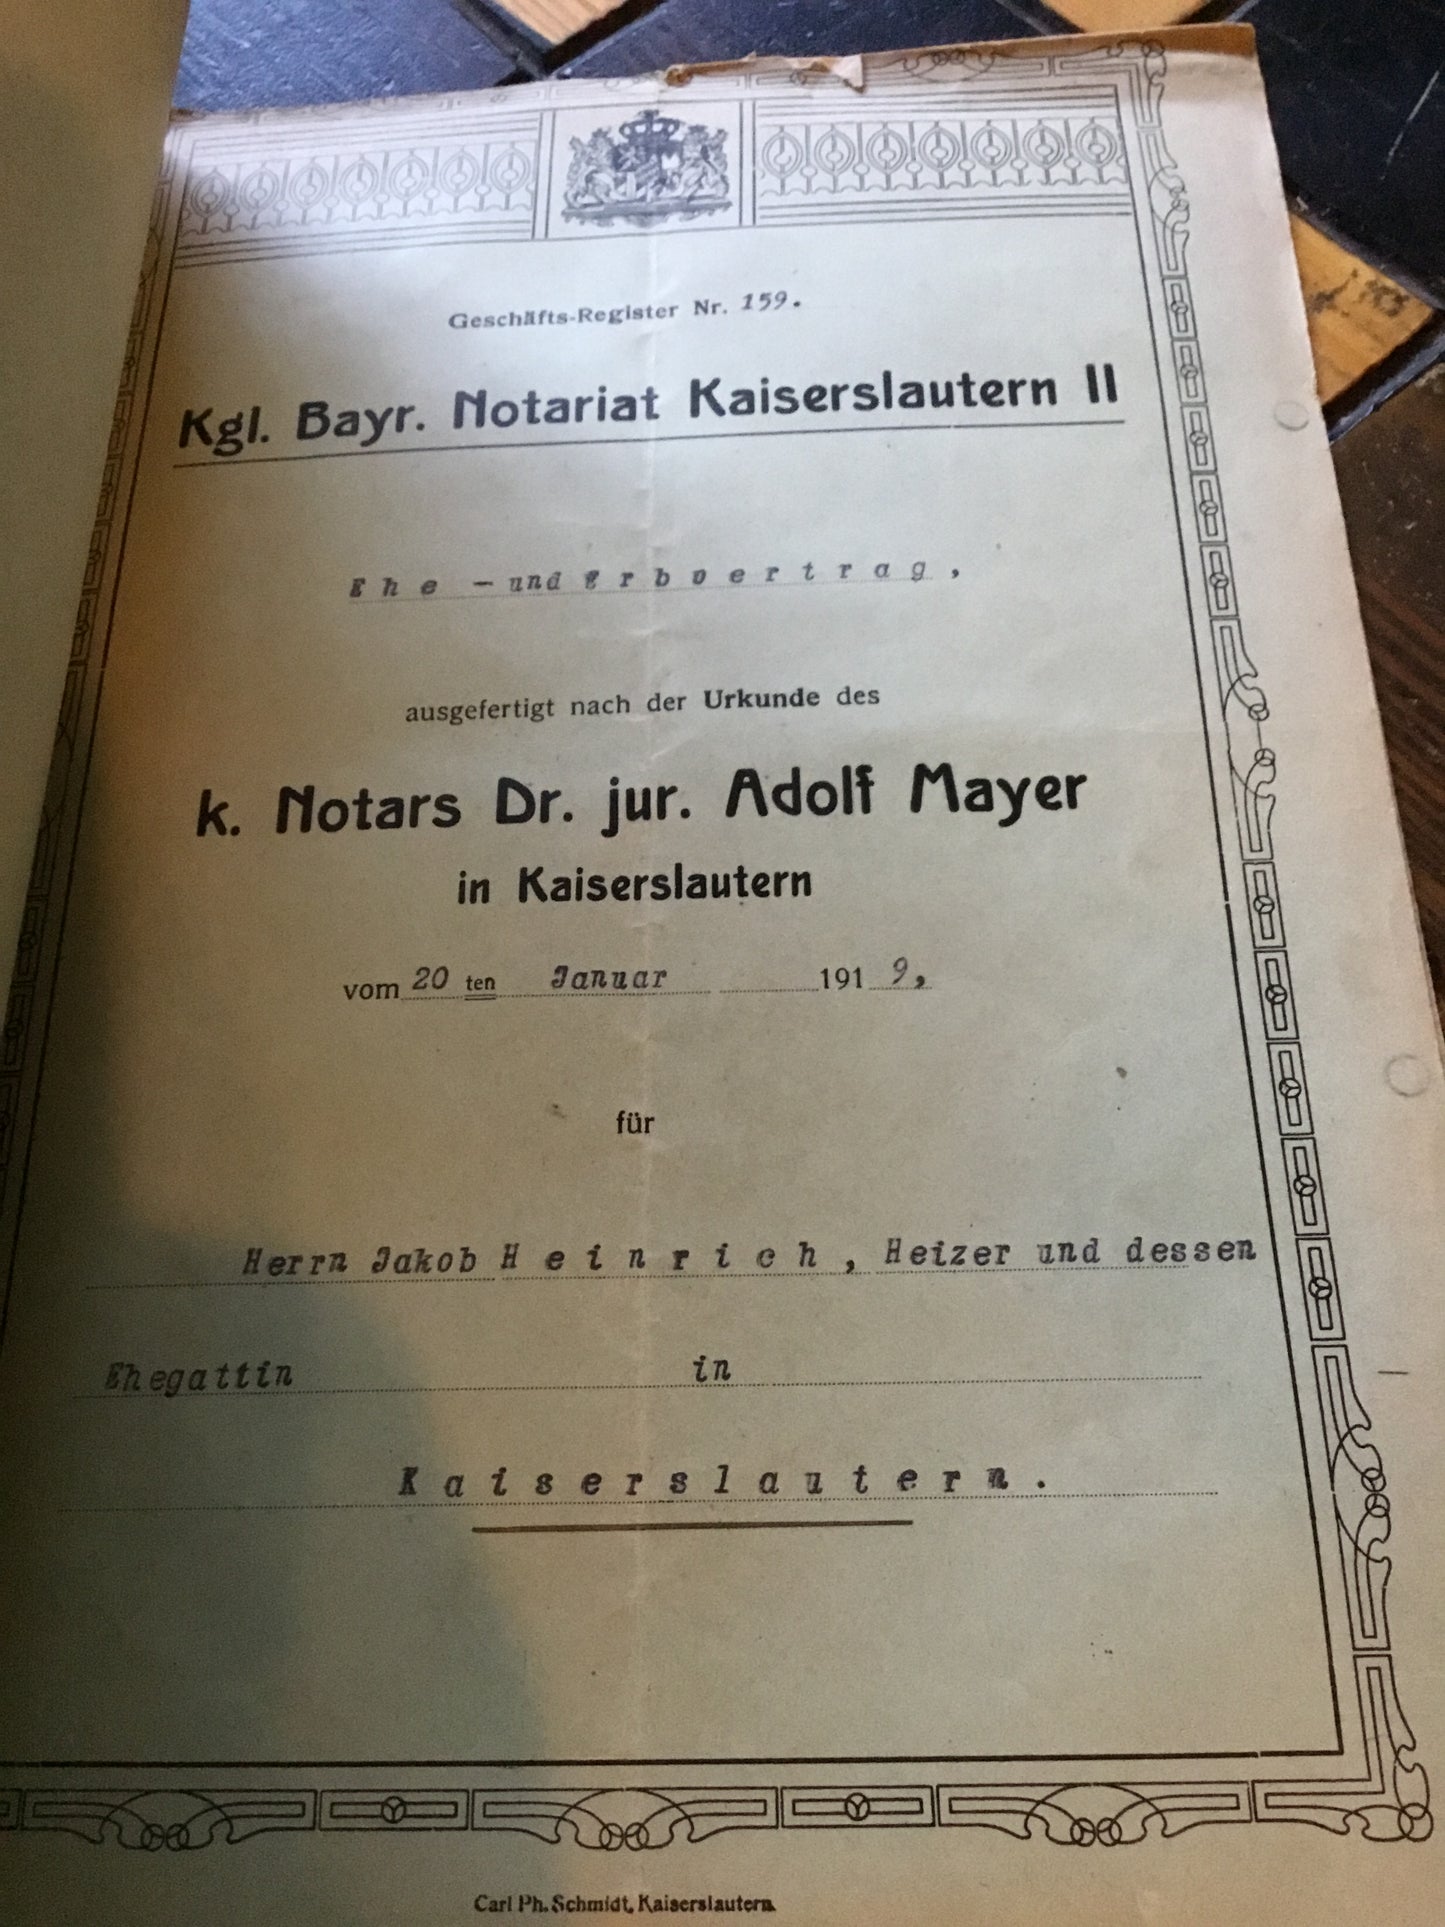 Geschäfts-Register Nr. 159.
Kgl. Bayr. Notariat Kaiserslautern II
Ehe - und Erbvertrag,
ausgefertigt nach der Urkunde des
k. Notars Dr. jur. Adolf Mayer
in Kaiserslautern
vom 20 ten Januar 1919,
für
Herrn Jakob Heinrich, Heizer und dessen
Ehegattin in
Kaiserslautern.
Carl Ph. Schmidt, Kaiserslautern.